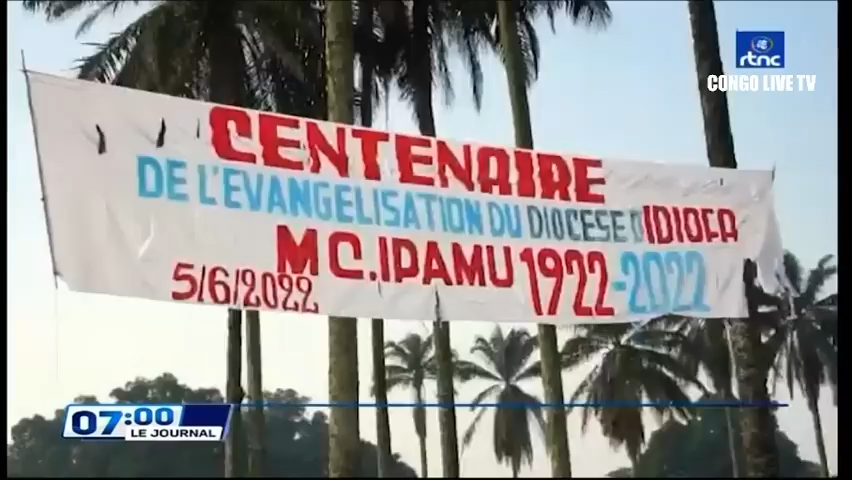 rtnc
CONGO LIVE TV
CENTENAIRE
DE L'EVANGELISATION DU DIOCESE D'IDIOFA
M C.IPAMU 1922-2022
5/6/2022
07:00
LE JOURNAL